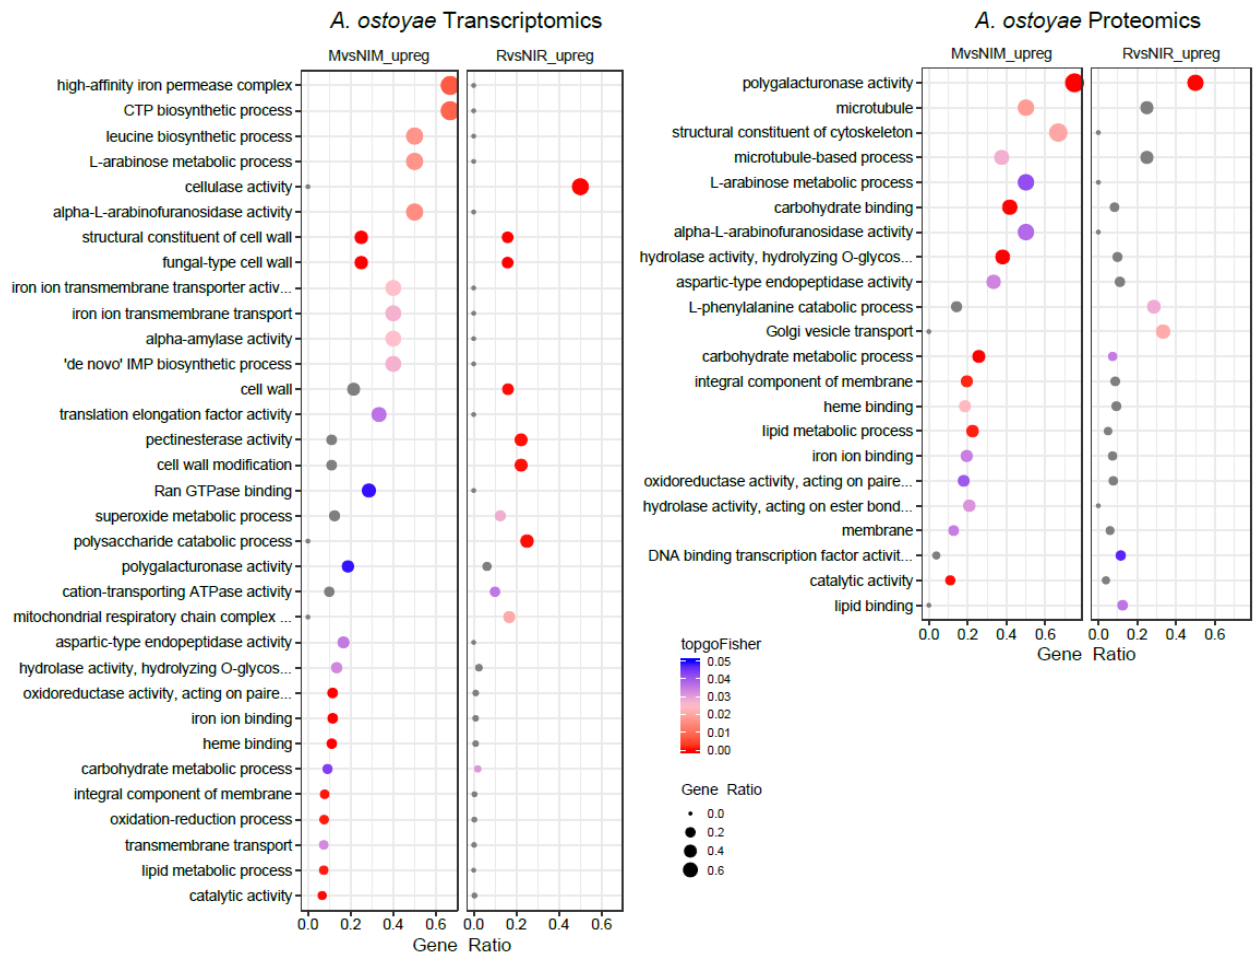 A. ostoyae Transcriptomics
MvsNIM_upreg
RvsNIR_upreg
high-affinity iron permease complex
CTP biosynthetic process
leucine biosynthetic process
L-arabinose metabolic process
cellulase activity
alpha-L-arabinofuranosidase activity
structural constituent of cell wall
fungal-type cell wall
iron ion transmembrane transporter activ...
iron ion transmembrane transport
alpha-amylase activity
'de novo' IMP biosynthetic process
cell wall
translation elongation factor activity
pectinesterase activity
cell wall modification
Ran GTPase binding
superoxide metabolic process
polysaccharide catabolic process
polygalacturonase activity
cation-transporting ATPase activity
mitochondrial respiratory chain complex ...
aspartic-type endopeptidase activity
hydrolase activity, hydrolyzing O-glycos...
oxidoreductase activity, acting on paire...
iron ion binding
heme binding
carbohydrate metabolic process
integral component of membrane
oxidation-reduction process
transmembrane transport
lipid metabolic process
catalytic activity
0.0 0.2 0.4 0.6
0.0 0.2 0.4 0.6
Gene Ratio
A. ostoyae Proteomics
MvsNIM_upreg
RvsNIR_upreg
polygalacturonase activity
microtubule
structural constituent of cytoskeleton
microtubule-based process
L-arabinose metabolic process
carbohydrate binding
alpha-L-arabinofuranosidase activity
hydrolase activity, hydrolyzing O-glycos...
aspartic-type endopeptidase activity
L-phenylalanine catabolic process
Golgi vesicle transport
carbohydrate metabolic process
integral component of membrane
heme binding
lipid metabolic process
iron ion binding
oxidoreductase activity, acting on paire...
hydrolase activity, acting on ester bond...
membrane
DNA binding transcription factor activit...
catalytic activity
lipid binding
0.0 0.2 0.4 0.6
0.0 0.2 0.4 0.6
Gene Ratio
topgoFisher
0.05
0.04
0.03
0.02
0.01
0.00
Gene Ratio
0.0
0.2
0.4
0.6